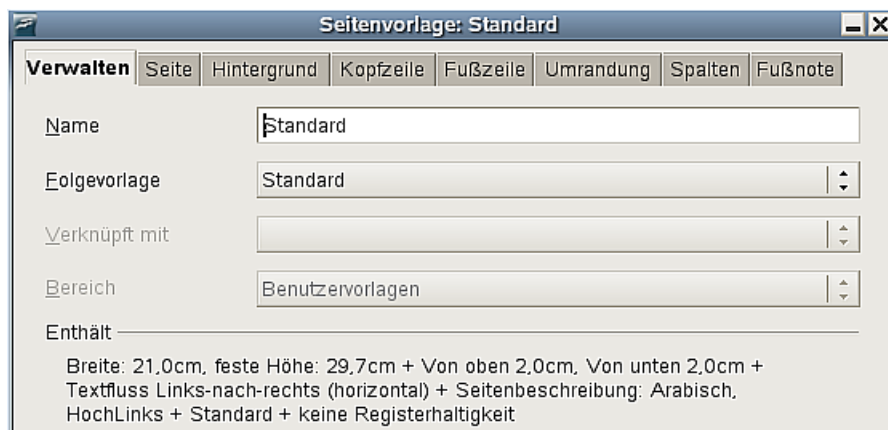 Seitenvorlage: Standard
Verwalten Seite Hintergrund Kopfzeile Fußzeile Umrandung Spalten Fußnote
Name Standard
Folgevorlage Standard
Verknüpft mit
Bereich Benutzervorlagen
Enthält
Breite: 21,0cm, feste Höhe: 29,7cm + Von oben 2,0cm, Von unten 2,0cm +
Textfluss Links-nach-rechts (horizontal) + Seitenbeschreibung: Arabisch,
HochLinks + Standard + keine Registerhaltigkeit